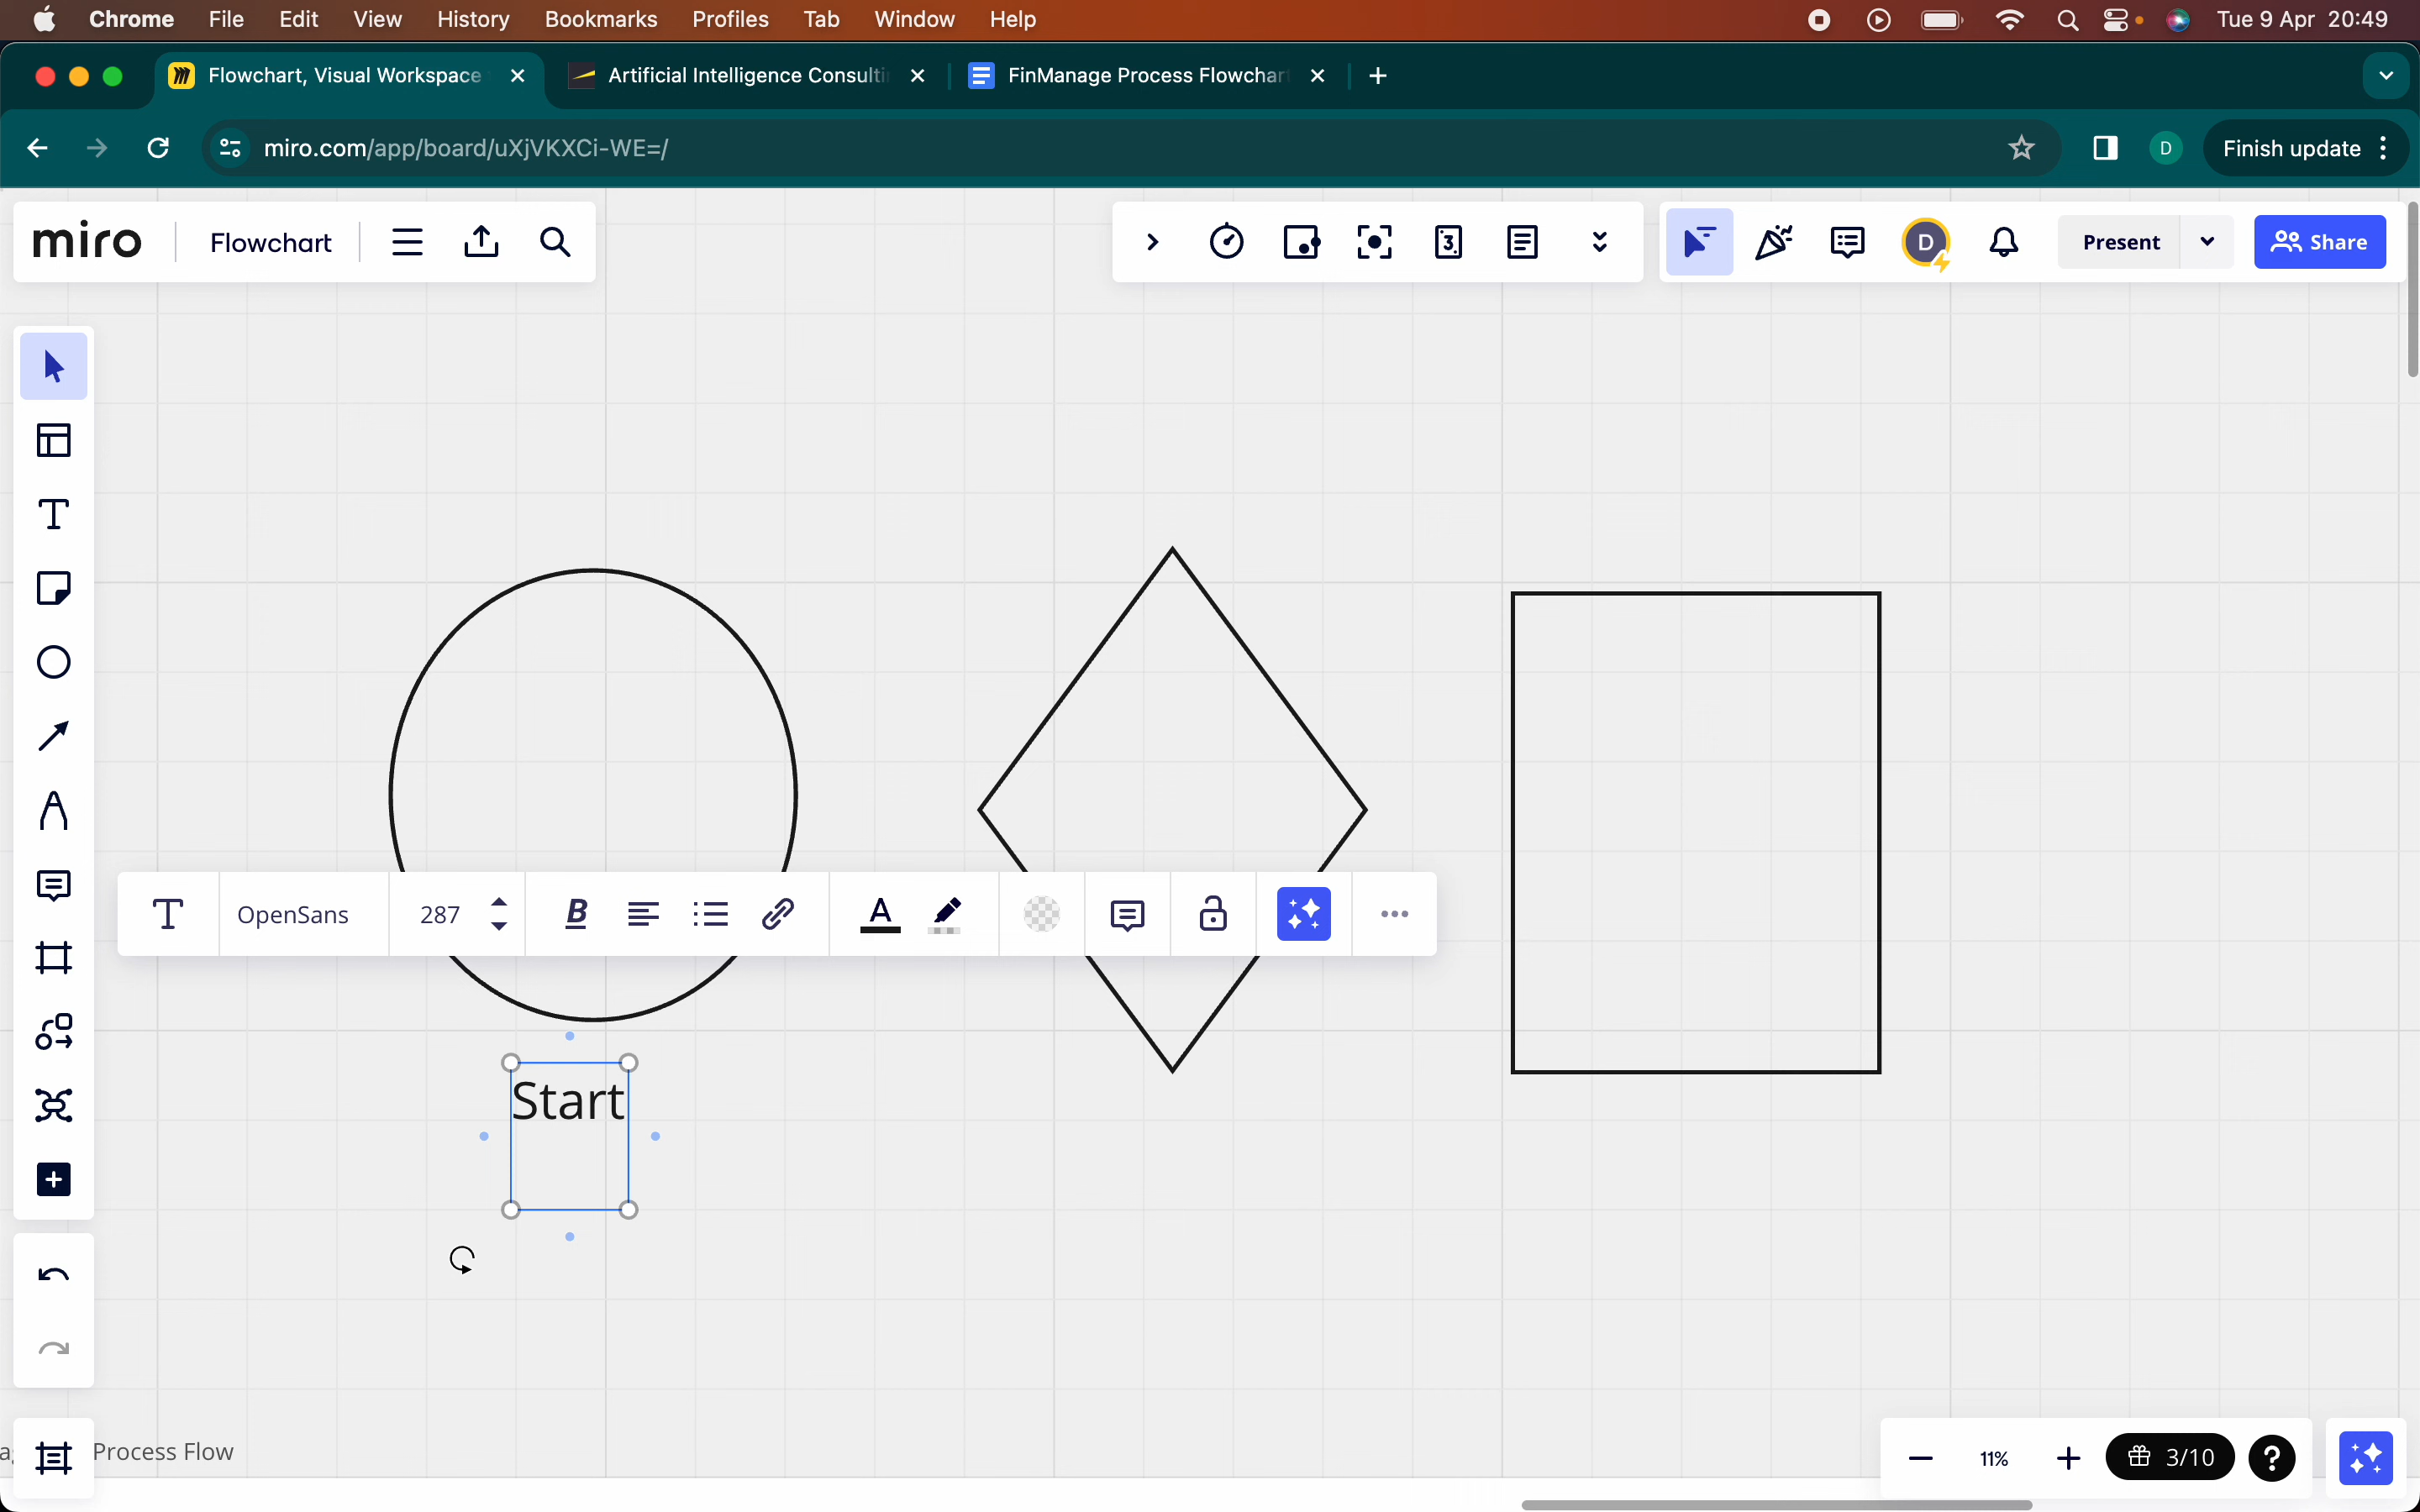 Chrome File Edit View History Bookmarks Profiles Tab Window Help Tue 9 Apr 20:49
Flowchart, Visual Workspace Artificial Intelligence Consulti FinManage Process Flowchar
miro.com/app/board/uXjVKXCi-WE=/ D Finish update
miro Flowchart 3 D Present Share
T OpenSans 287 B A
Start
Process Flow
11% 3/10 ?